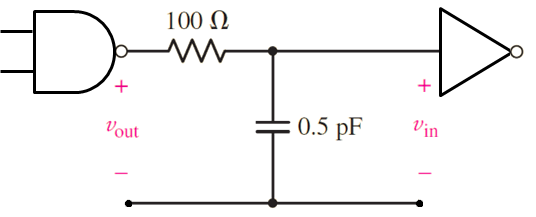 100 Ω
+ +
v_out 0.5 pF v_in
− −